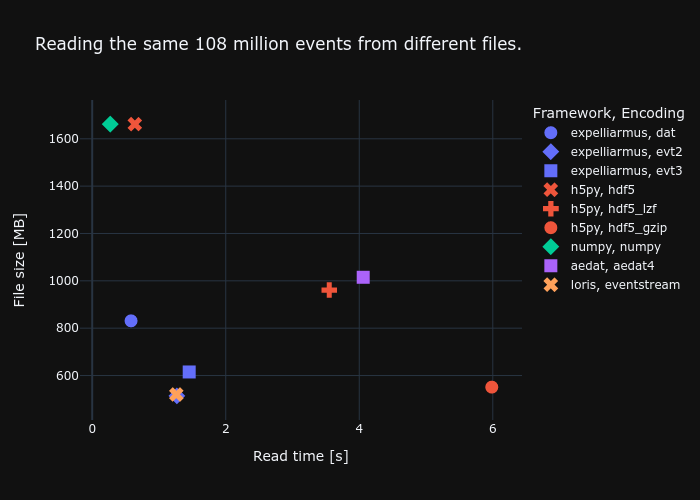 Reading the same 108 million events from different files.
Framework, Encoding
expelliarmus, dat
expelliarmus, evt2
expelliarmus, evt3
h5py, hdf5
h5py, hdf5_lzf
h5py, hdf5_gzip
numpy, numpy
aedat, aedat4
loris, eventstream
File size [MB]
1600
1400
1200
1000
800
600
0 2 4 6
Read time [s]